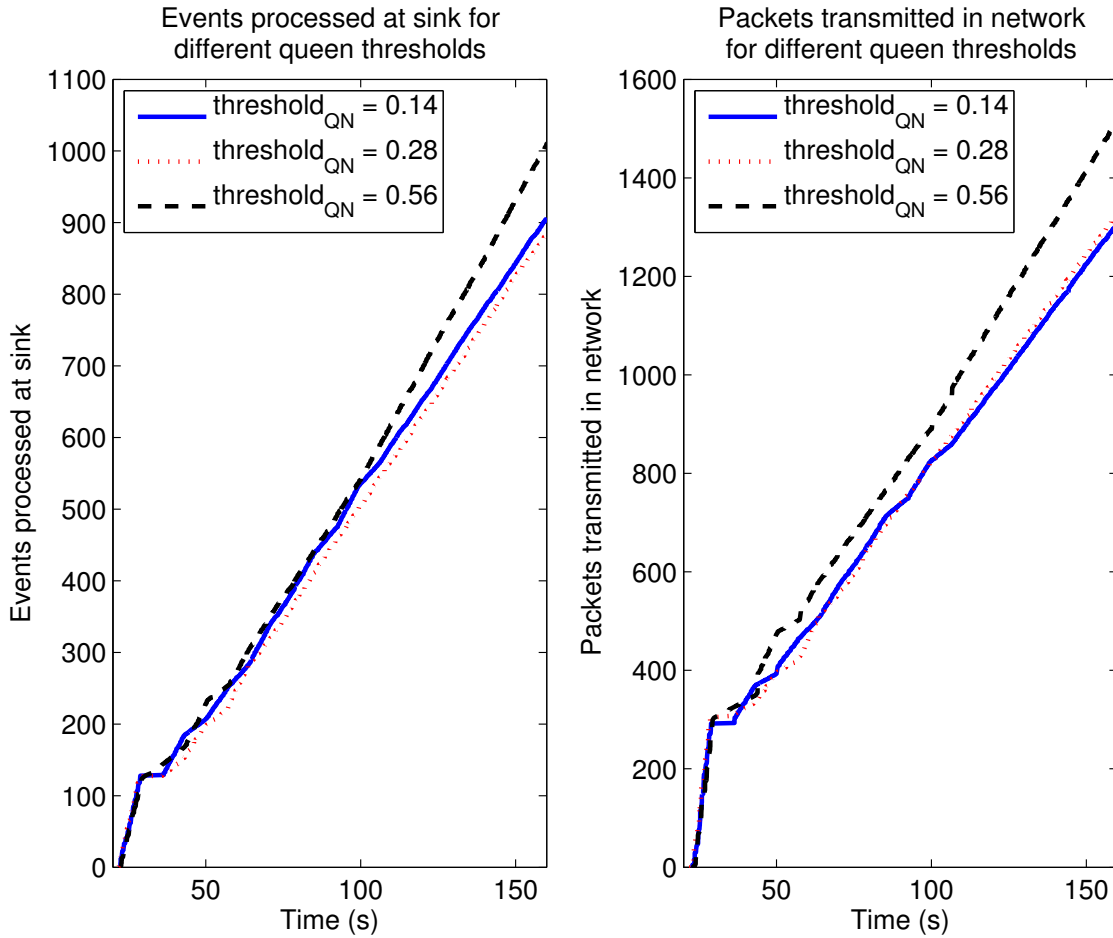 Events processed at sink for
different queen thresholds
1100
1000
900
800
700
600
500
400
300
200
100
0
50
100
150
Time (s)
Events processed at sink
threshold_QN = 0.14
threshold_QN = 0.28
threshold_QN = 0.56
Packets transmitted in network
for different queen thresholds
1600
1400
1200
1000
800
600
400
200
0
50
100
150
Time (s)
Packets transmitted in network
threshold_QN = 0.14
threshold_QN = 0.28
threshold_QN = 0.56